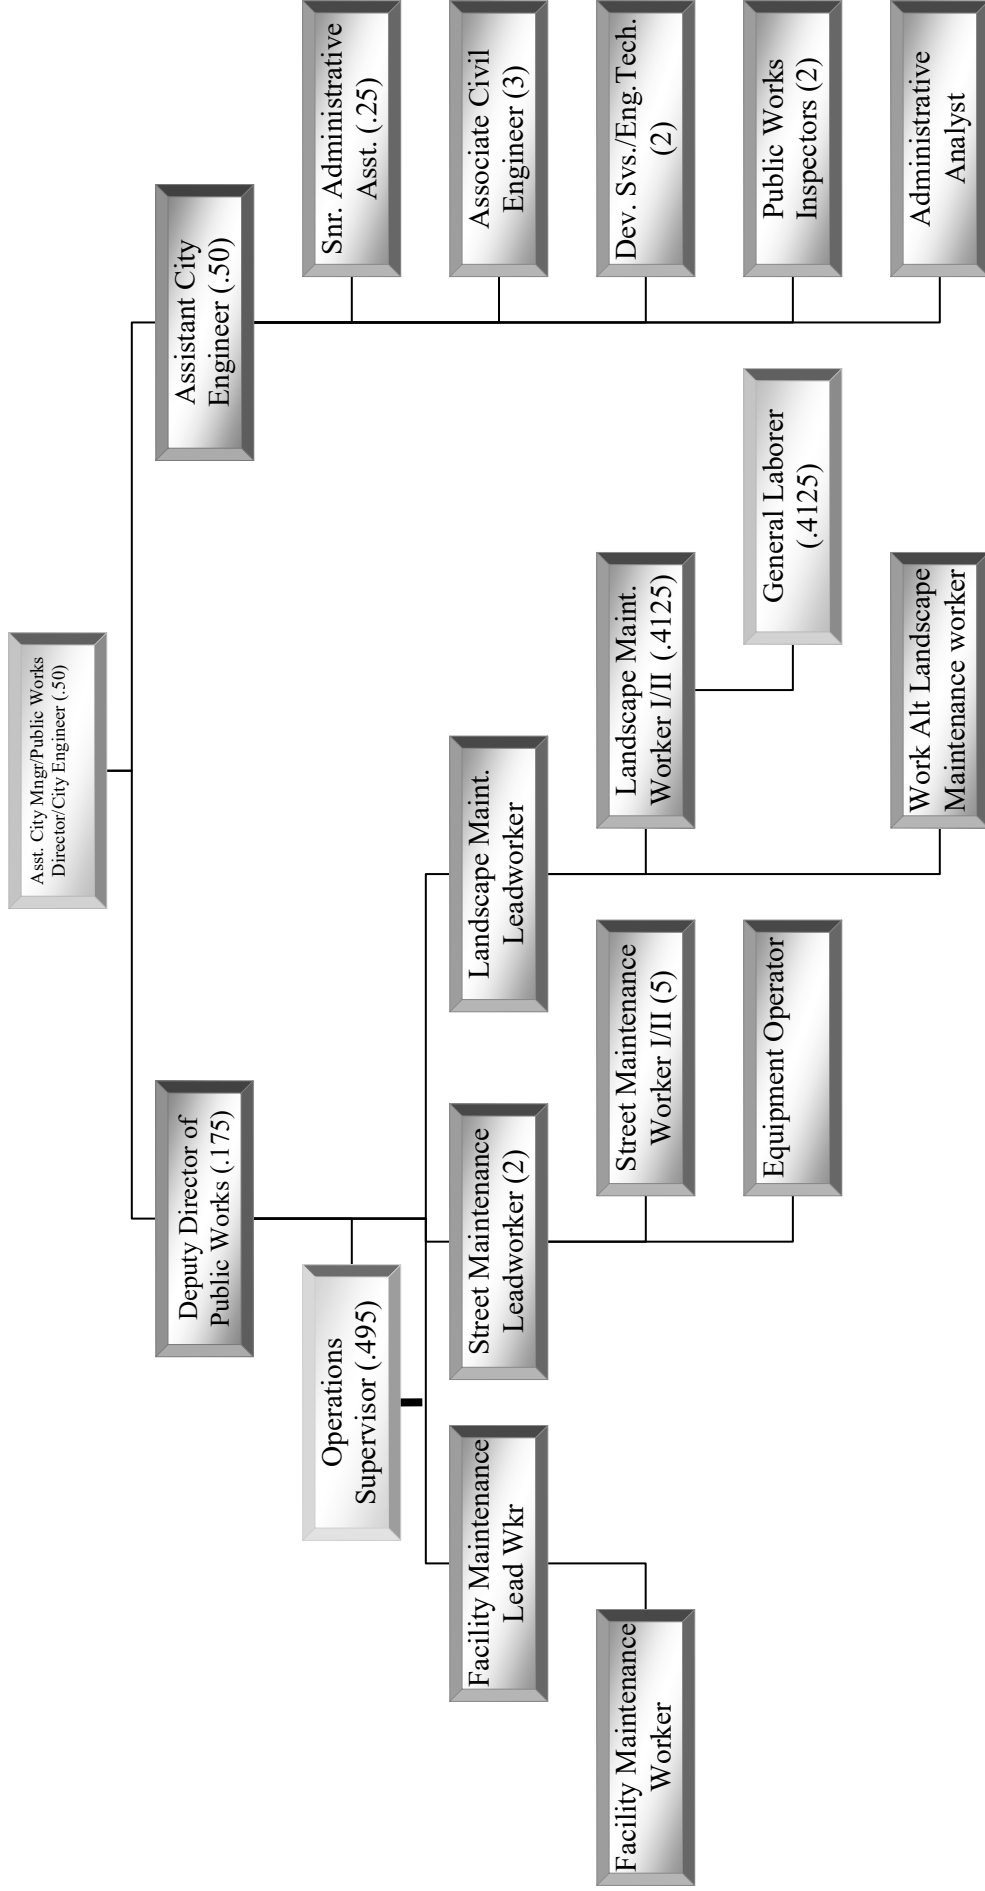 Asst. City Mngr/Public Works
Director/City Engineer (.50)
Deputy Director of
Public Works (.175)
Assistant City
Engineer (.50)
Operations
Supervisor (.495)
Snr. Administrative
Asst. (.25)
Facility Maintenance
Lead Wkr
Street Maintenance
Leadworker (2)
Landscape Maint.
Leadworker
Associate Civil
Engineer (3)
Facility Maintenance
Worker
Street Maintenance
Worker I/II (5)
Landscape Maint.
Worker I/II  (.4125)
Dev. Svs./Eng.Tech.
(2)
Equipment Operator
General Laborer
(.4125)
Public Works
Inspectors (2)
Work Alt Landscape
Maintenance worker
Administrative
Analyst